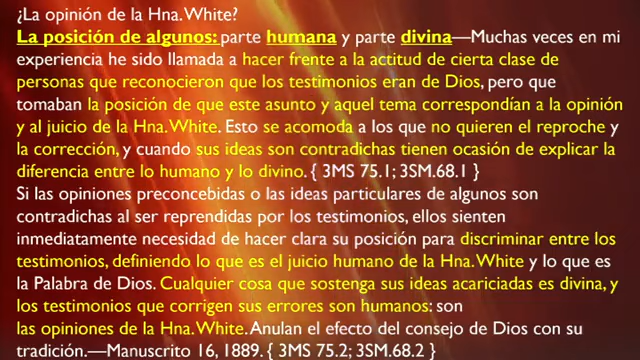 ¿La opinión de la Hna. White?
La posición de algunos: parte humana y parte divina—Muchas veces en mi
experiencia he sido llamada a hacer frente a la actitud de cierta clase de
personas que reconocieron que los testimonios eran de Dios, pero que
tomaban la posición de que este asunto y aquel tema correspondían a la opinión
y al juicio de la Hna. White. Esto se acomoda a los que no quieren el reproche y
la corrección, y cuando sus ideas son contradichas tienen ocasión de explicar la
diferencia entre lo humano y lo divino. { 3MS 75.1; 3SM.68.1 }
Si las opiniones preconcebidas o las ideas particulares de algunos son
contradichas al ser reprendidas por los testimonios, ellos sienten
inmediatamente necesidad de hacer clara su posición para discriminar entre los
testimonios, definiendo lo que es el juicio humano de la Hna. White y lo que es
la Palabra de Dios. Cualquier cosa que sostenga sus ideas acariciadas es divina, y
los testimonios que corrigen sus errores son humanos: son
las opiniones de la Hna. White. Anulan el efecto del consejo de Dios con su
tradición.—Manuscrito 16, 1889. { 3MS 75.2; 3SM.68.2 }